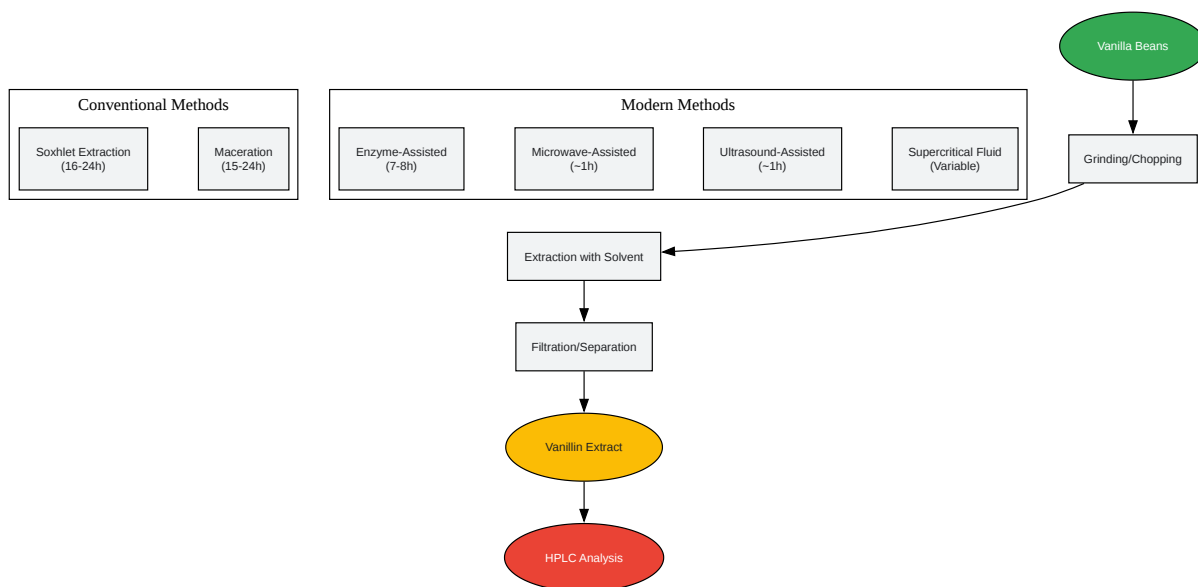 Vanilla Beans
Conventional Methods
Modern Methods
Soxhlet Extraction
(16-24h)
Maceration
(15-24h)
Enzyme-Assisted
(7-8h)
Microwave-Assisted
(~1h)
Ultrasound-Assisted
(~1h)
Supercritical Fluid
(Variable)
Grinding/Chopping
Extraction with Solvent
Filtration/Separation
Vanillin Extract
HPLC Analysis